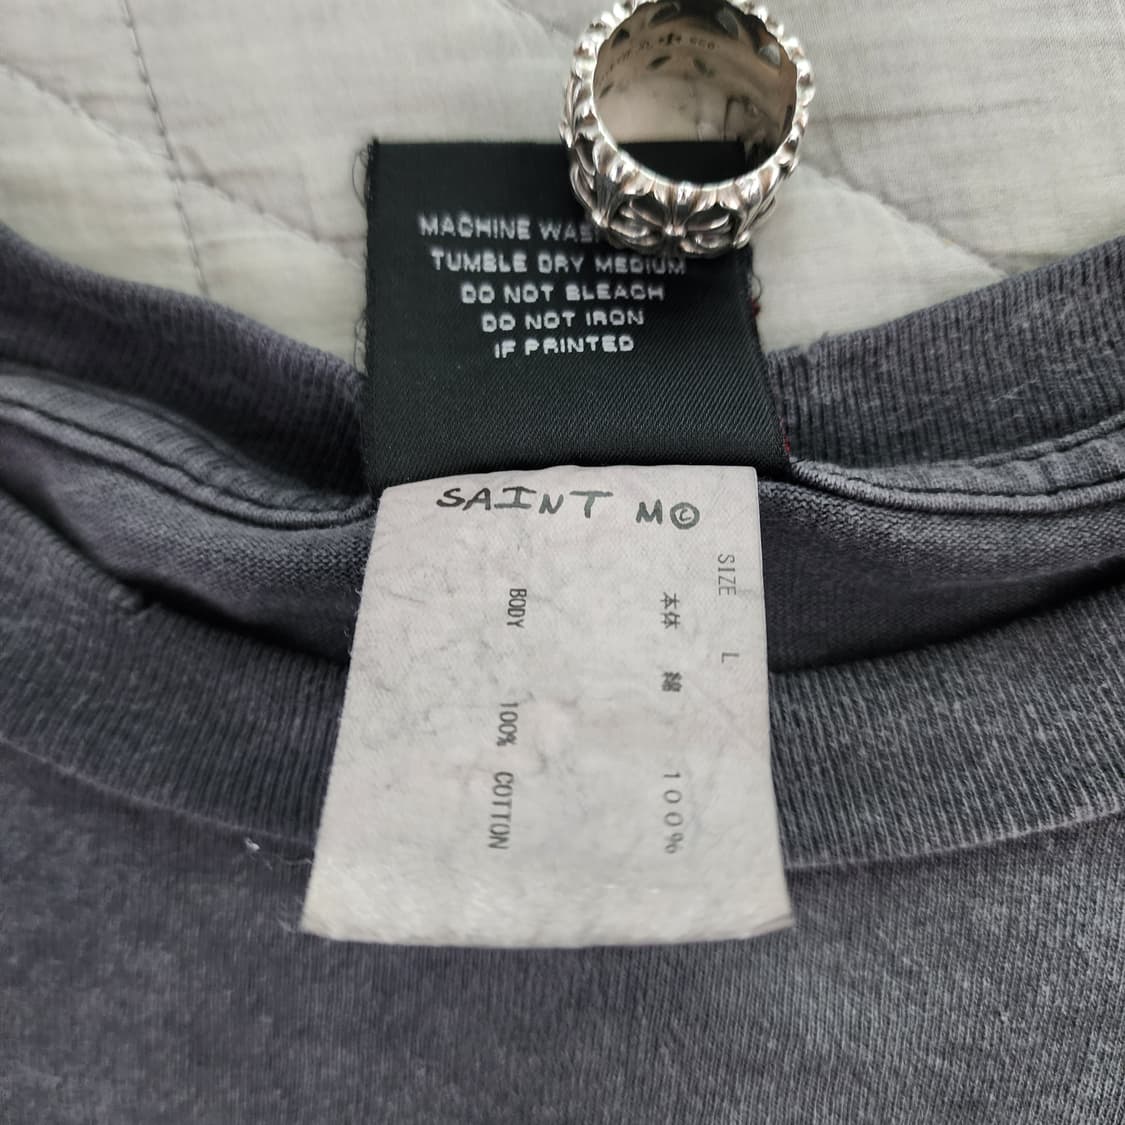 MACHINE WAS
TUMBLE DRY MEDIUM
DO NOT BLEACH
DO NOT IRON
IF PRINTED
SAINT M©
SIZE L
本体 綿 100%
BODY 100% COTTON